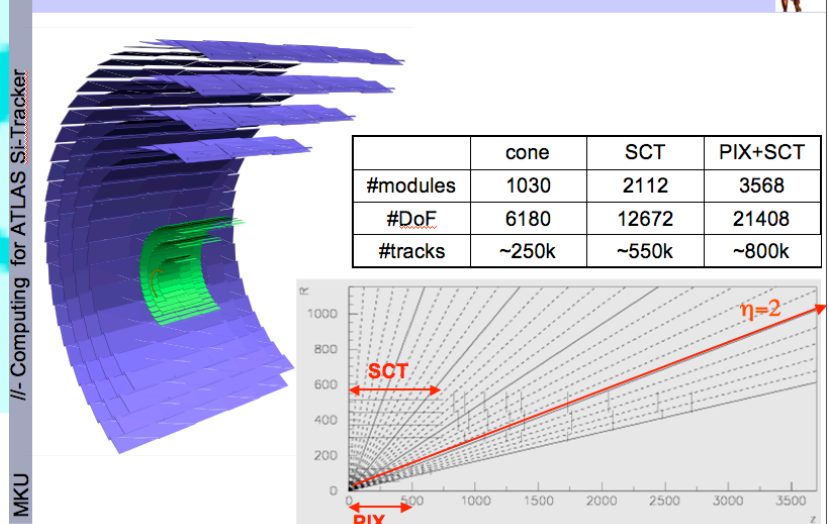 //- Computing for ATLAS Si-Tracker
MKU
cone SCT PIX+SCT
#modules 1030 2112 3568
#DoF 6180 12672 21408
#tracks ~250k ~550k ~800k
R
η=2
1000
800
SCT
600
400
200
0
0 500 1000 1500 2000 2500 3000 3500
PIX
z